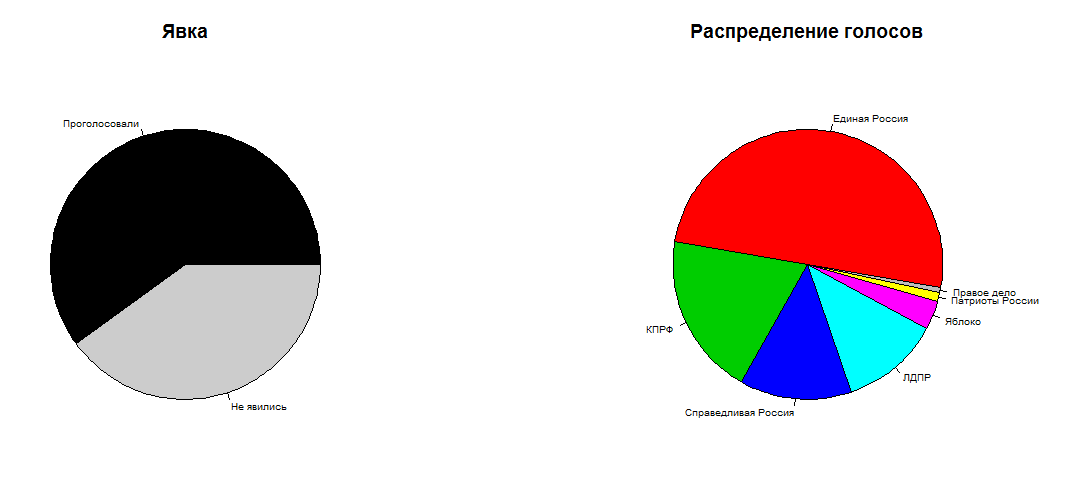 Явка
Распределение голосов
Проголосовали
Не явились
Единая Россия
КПРФ
Справедливая Россия
ЛДПР
Яблоко
Патриоты России
Правое дело